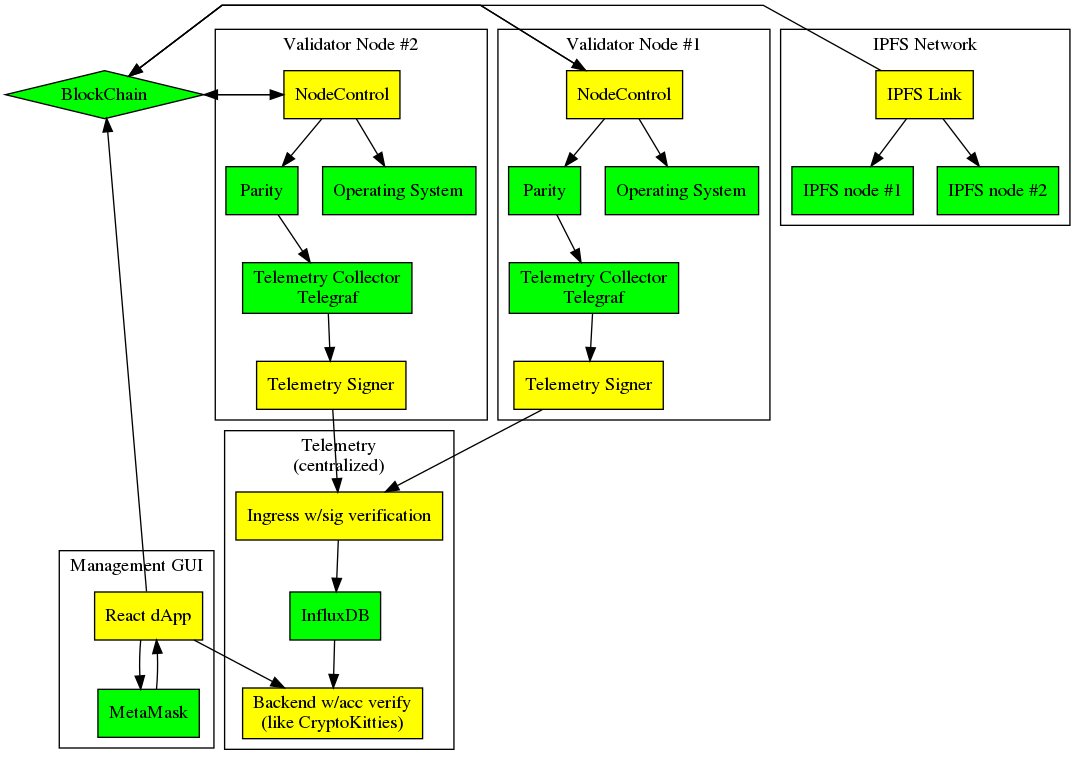 Validator Node #2
Validator Node #1
IPFS Network
BlockChain
NodeControl
NodeControl
IPFS Link
Parity
Operating System
Parity
Operating System
IPFS node #1
IPFS node #2
Telemetry Collector
Telegraf
Telemetry Collector
Telegraf
Telemetry Signer
Telemetry Signer
Telemetry
(centralized)
Ingress w/sig verification
Management GUI
React dApp
InfluxDB
MetaMask
Backend w/acc verify
(like CryptoKitties)